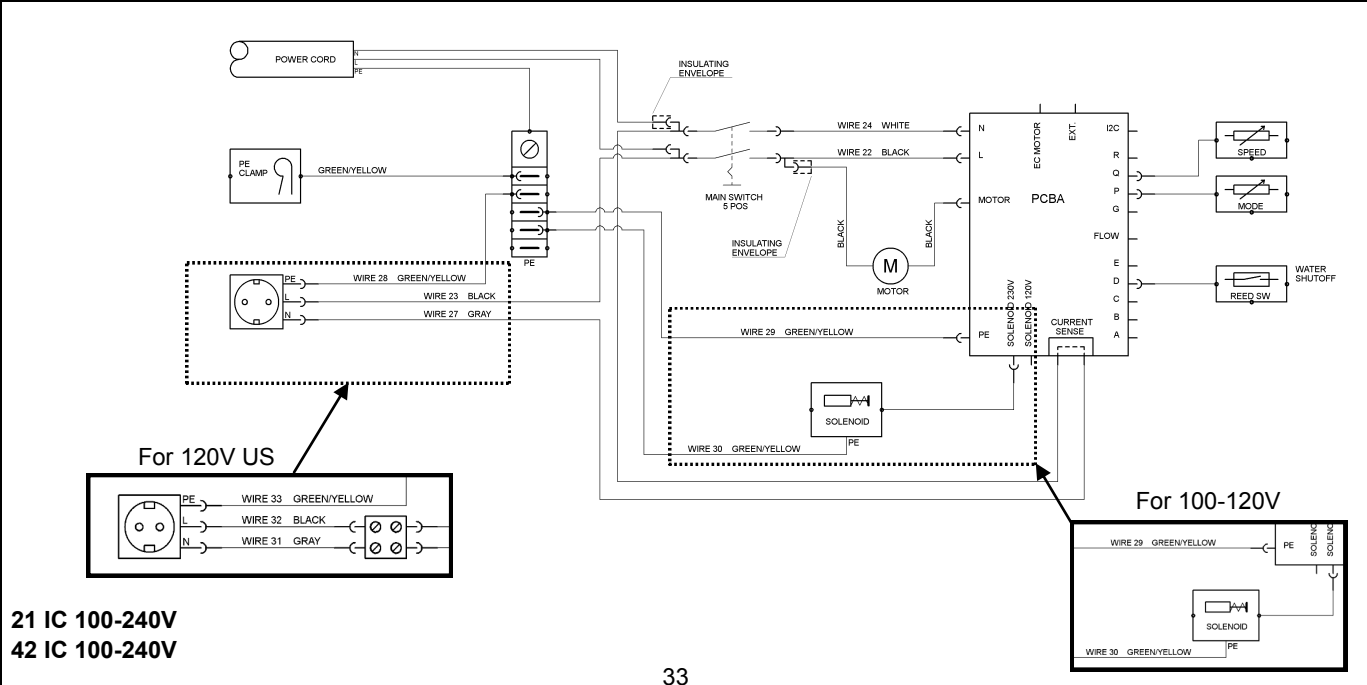 POWER CORD
N
L
PE
INSULATING
ENVELOPE
WIRE 24 WHITE
WIRE 22 BLACK
MAIN SWITCH
5 POS
INSULATING
ENVELOPE
BLACK
BLACK
M
MOTOR
PE
CLAMP
GREEN/YELLOW
PE
N
L
MOTOR
PE
EC MOTOR
EXT.
PCBA
I2C
R
Q
P
G
FLOW
E
D
C
B
A
SOLENOID 230V
SOLENOID 120V
CURRENT
SENSE
SPEED
MODE
REED SW
WATER
SHUTOFF
PE
L
N
WIRE 28 GREEN/YELLOW
WIRE 23 BLACK
WIRE 27 GRAY
WIRE 29 GREEN/YELLOW
SOLENOID
PE
WIRE 30 GREEN/YELLOW
For 120V US
PE
L
N
WIRE 33 GREEN/YELLOW
WIRE 32 BLACK
WIRE 31 GRAY
For 100-120V
WIRE 29 GREEN/YELLOW
PE
SOLENO
SOLENO
SOLENOID
PE
WIRE 30 GREEN/YELLOW
21 IC 100-240V
42 IC 100-240V
33